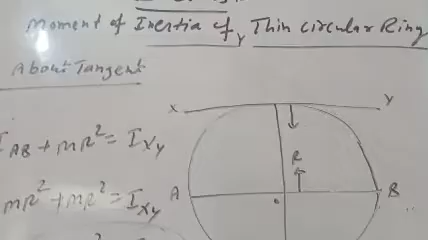 Moment of Inertia of Thin Circular Ring
About Tangent
X Y
I_AB + MR² = I_XY
R
A B
MR² + MR² = I_XY